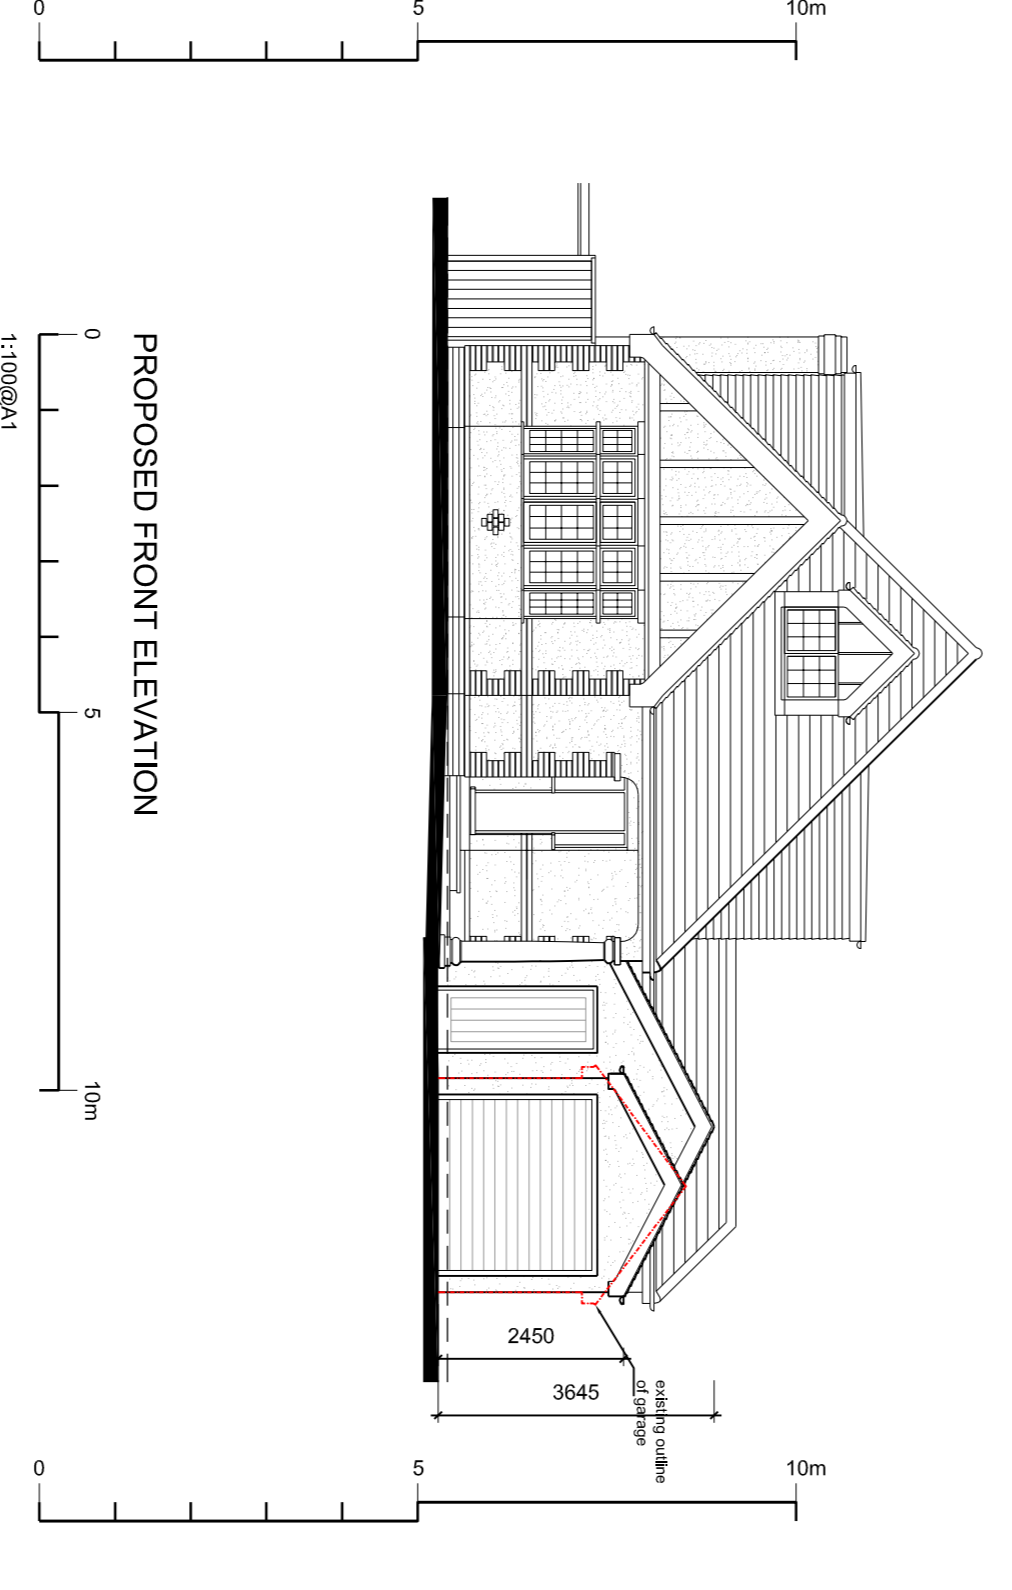 0
5
10m
PROPOSED FRONT ELEVATION
0
5
10m
1:100@A1
2450
3645
existing outline
of garage
0
5
10m